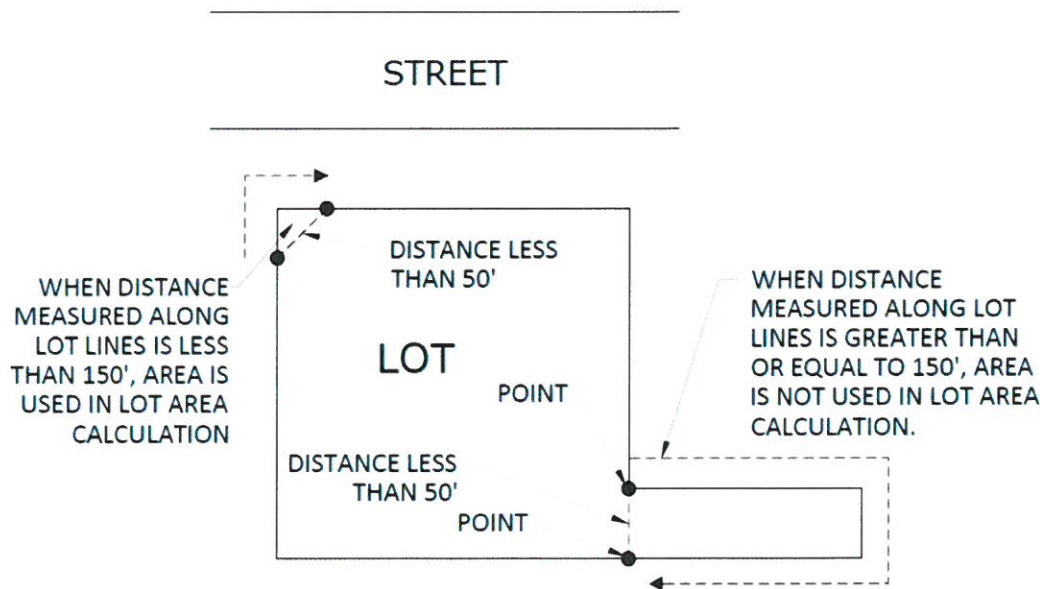 STREET
DISTANCE LESS
THAN 50'
WHEN DISTANCE
MEASURED ALONG
LOT LINES IS LESS
THAN 150', AREA IS
USED IN LOT AREA
CALCULATION
WHEN DISTANCE
MEASURED ALONG LOT
LINES IS GREATER THAN
OR EQUAL TO 150', AREA
IS NOT USED IN LOT AREA
CALCULATION.
LOT
POINT
DISTANCE LESS
THAN 50'
POINT